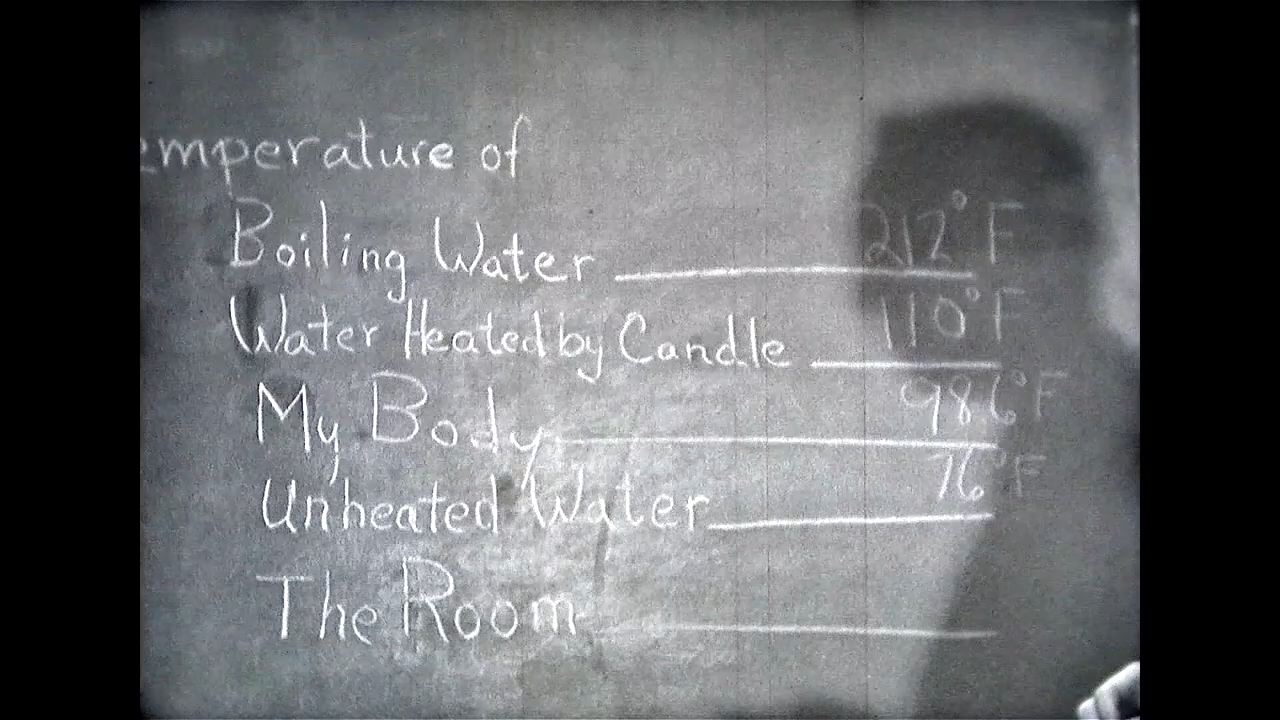 emperature of
Boiling Water 212° F
Water Heated by Candle 110° F
My Body 98 6° F
Unheated Water 76° F
The Room